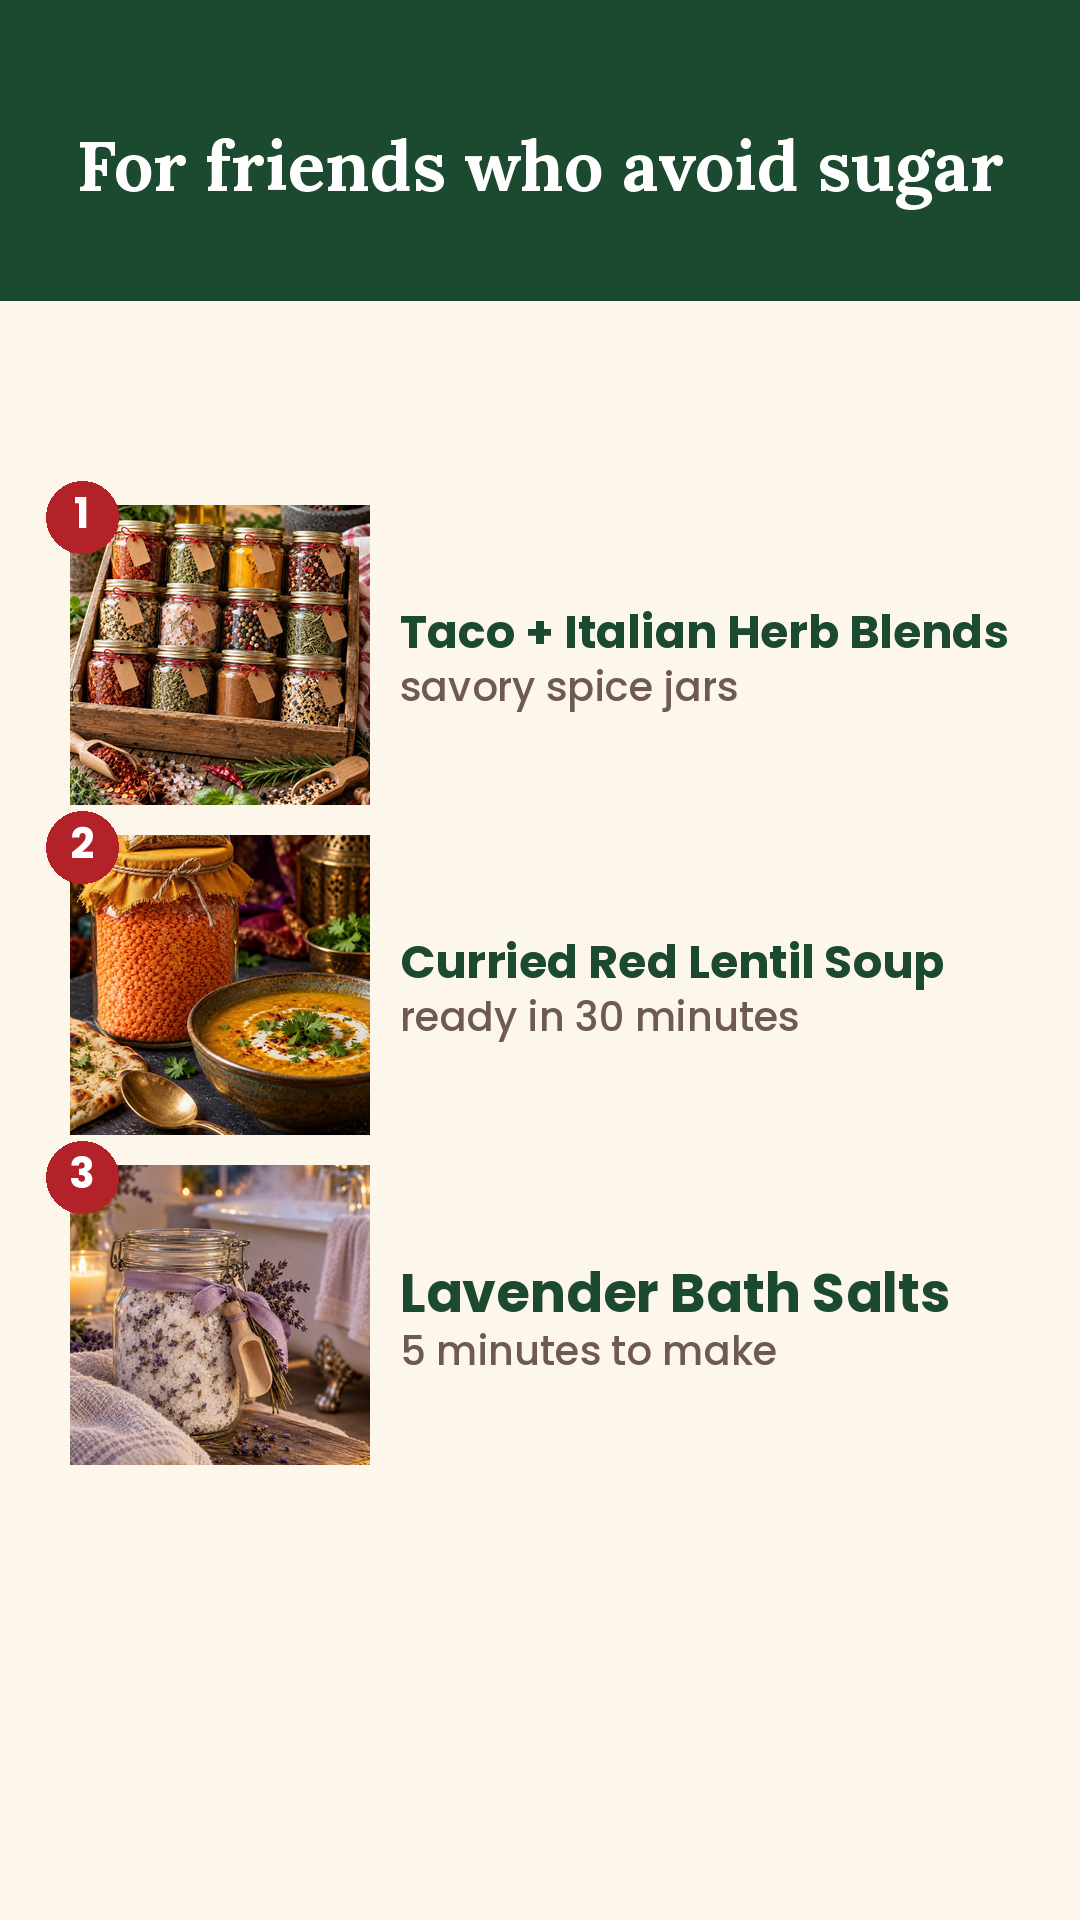 For friends who avoid sugar
1
Taco + Italian Herb Blends
savory spice jars
2
Curried Red Lentil Soup
ready in 30 minutes
3
Lavender Bath Salts
5 minutes to make